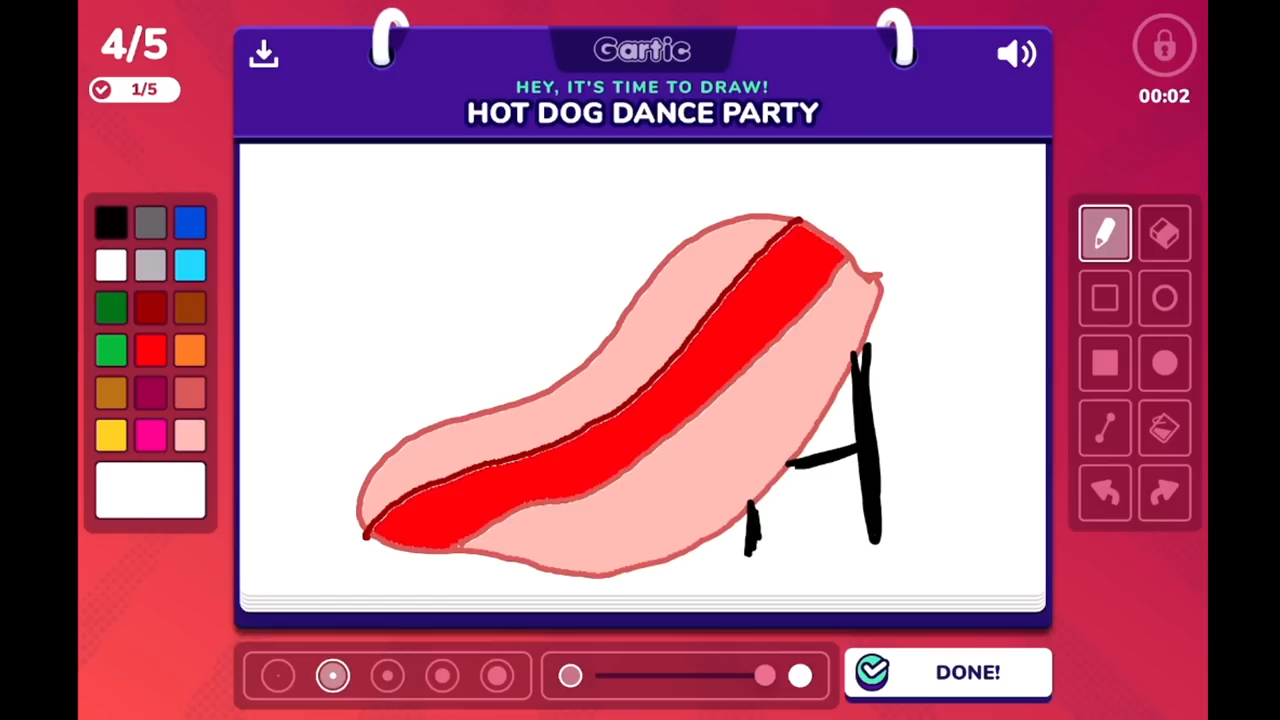 4/5
1/5
Gartic
HEY, IT'S TIME TO DRAW!
HOT DOG DANCE PARTY
00:02
DONE!